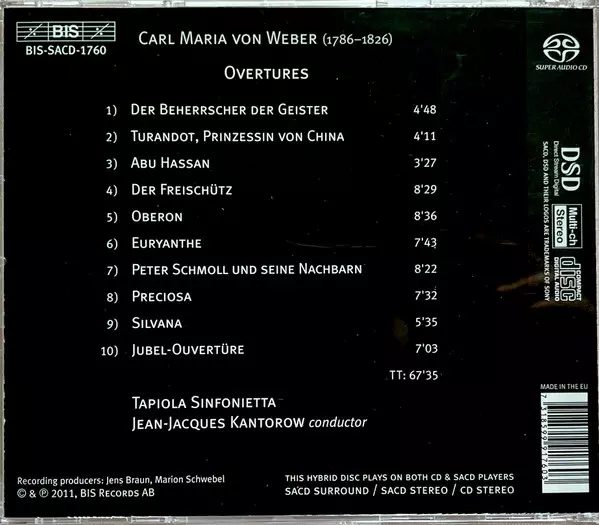 BIS
BIS-SACD-1760
CARL MARIA VON WEBER (1786–1826)
SUPER AUDIO CD
OVERTURES
1) DER BEHERRSCHER DER GEISTER 4'48
2) TURANDOT, PRINZESSIN VON CHINA 4'11
3) ABU HASSAN 3'27
4) DER FREISCHÜTZ 8'29
5) OBERON 8'36
6) EURYANTHE 7'43
7) PETER SCHMOLL UND SEINE NACHBARN 8'22
8) PRECIOSA 7'32
9) SILVANA 5'35
10) JUBEL-OUVERTÜRE 7'03
TT: 67'35
TAPIOLA SINFONIETTA
JEAN-JACQUES KANTOROW conductor
Recording producers: Jens Braun, Marion Schwebel
© & ℗ 2011, BIS RECORDS AB
THIS HYBRID DISC PLAYS ON BOTH CD & SACD PLAYERS
SACD SURROUND / SACD STEREO / CD STEREO
DSD
Direct Stream Digital
SACD, DSD AND THEIR LOGOS ARE TRADEMARKS OF SONY
Multi-ch
Stereo
COMPACT
disc
DIGITAL AUDIO
MADE IN THE EU